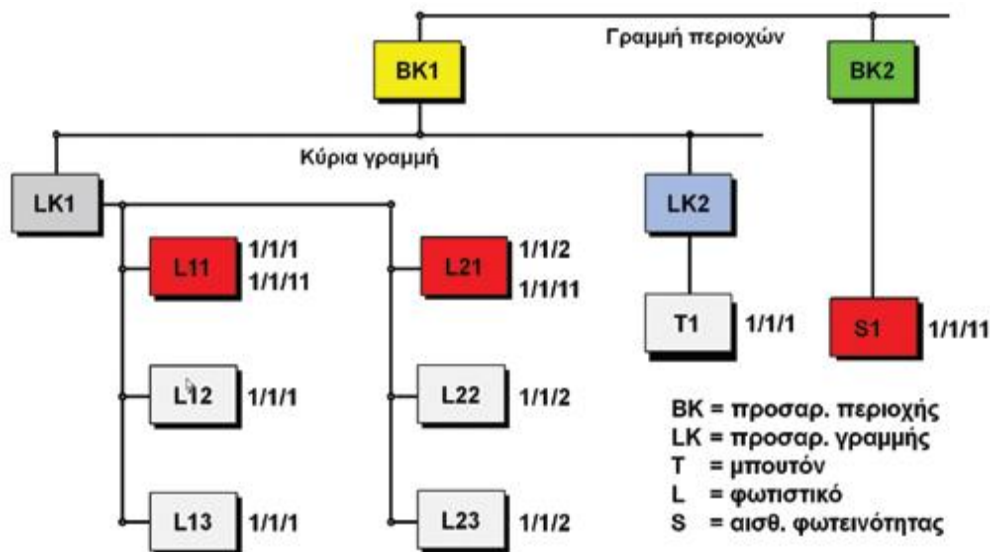 Γραμμή περιοχών
BK1
BK2
Κύρια γραμμή
LK1
LK2
L11
1/1/1
1/1/11
L21
1/1/2
1/1/11
T1
1/1/1
S1
1/1/11
L12
1/1/1
L22
1/1/2
L13
1/1/1
L23
1/1/2
BK = προσαρ. περιοχής
LK = προσαρ. γραμμής
T = μπουτόν
L = φωτιστικό
S = αισθ. φωτεινότητας